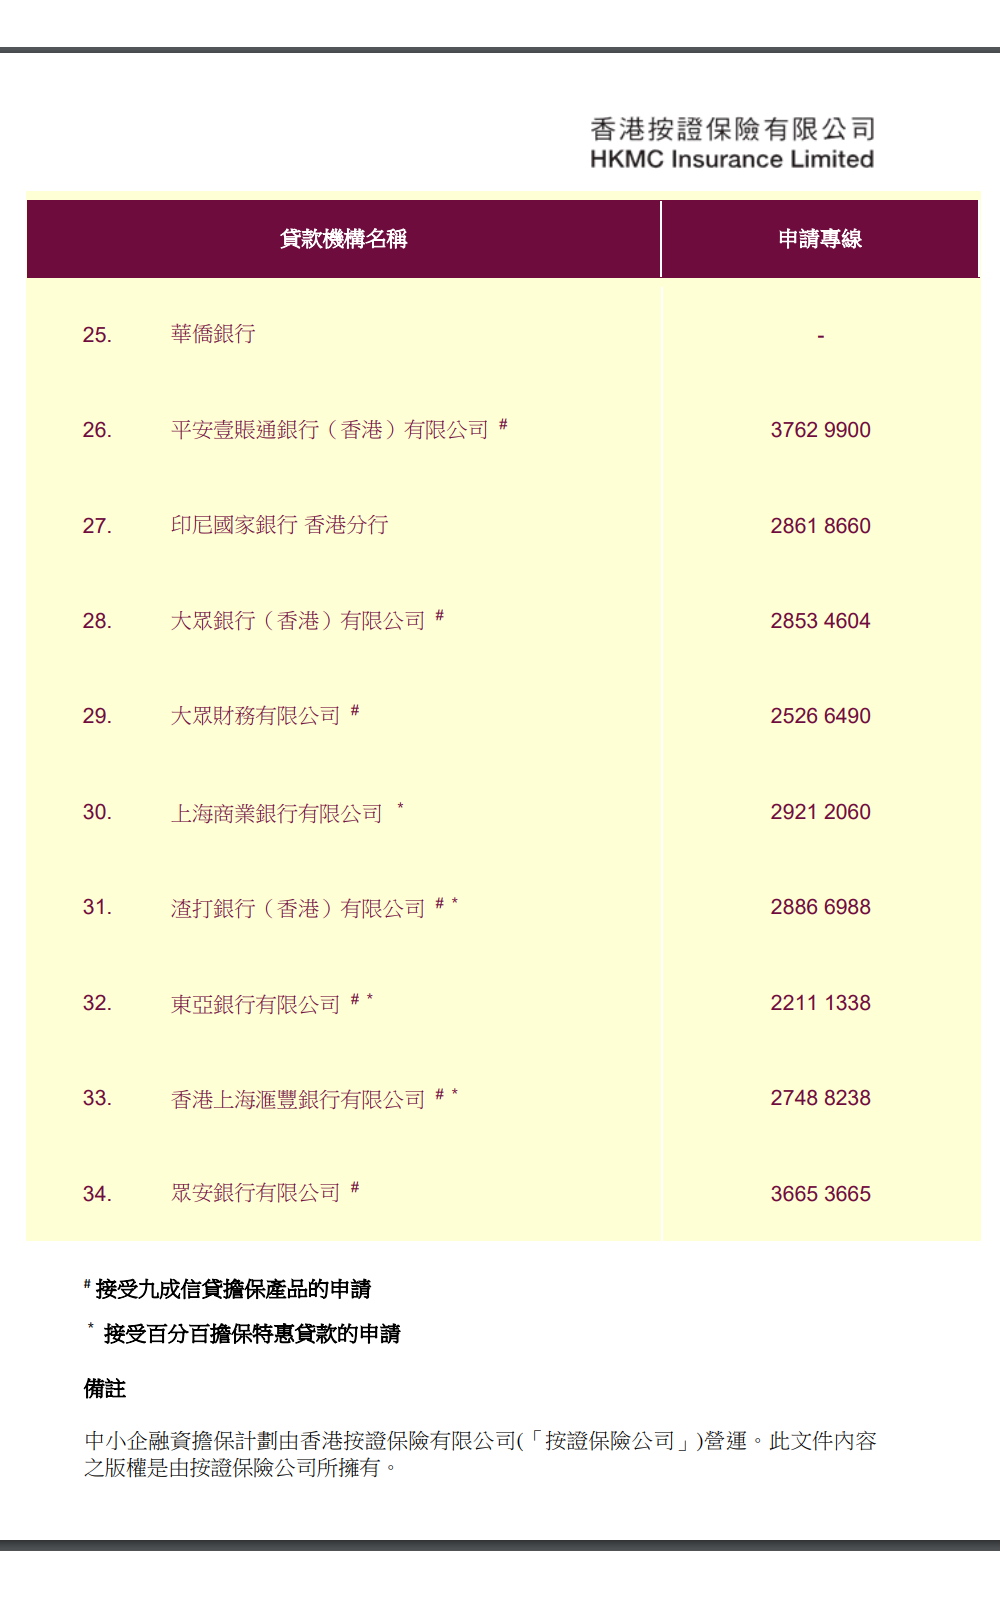 香港按證保險有限公司
HKMC Insurance Limited
貸款機構名稱 申請專線
25. 華僑銀行 -
26. 平安壹賬通銀行（香港）有限公司 # 3762 9900
27. 印尼國家銀行 香港分行 2861 8660
28. 大眾銀行（香港）有限公司 # 2853 4604
29. 大眾財務有限公司 # 2526 6490
30. 上海商業銀行有限公司 * 2921 2060
31. 渣打銀行（香港）有限公司 # * 2886 6988
32. 東亞銀行有限公司 # * 2211 1338
33. 香港上海滙豐銀行有限公司 # * 2748 8238
34. 眾安銀行有限公司 # 3665 3665
# 接受九成信貸擔保產品的申請
* 接受百分百擔保特惠貸款的申請
備註
中小企融資擔保計劃由香港按證保險有限公司(「按證保險公司」)營運。此文件內容
之版權是由按證保險公司所擁有。